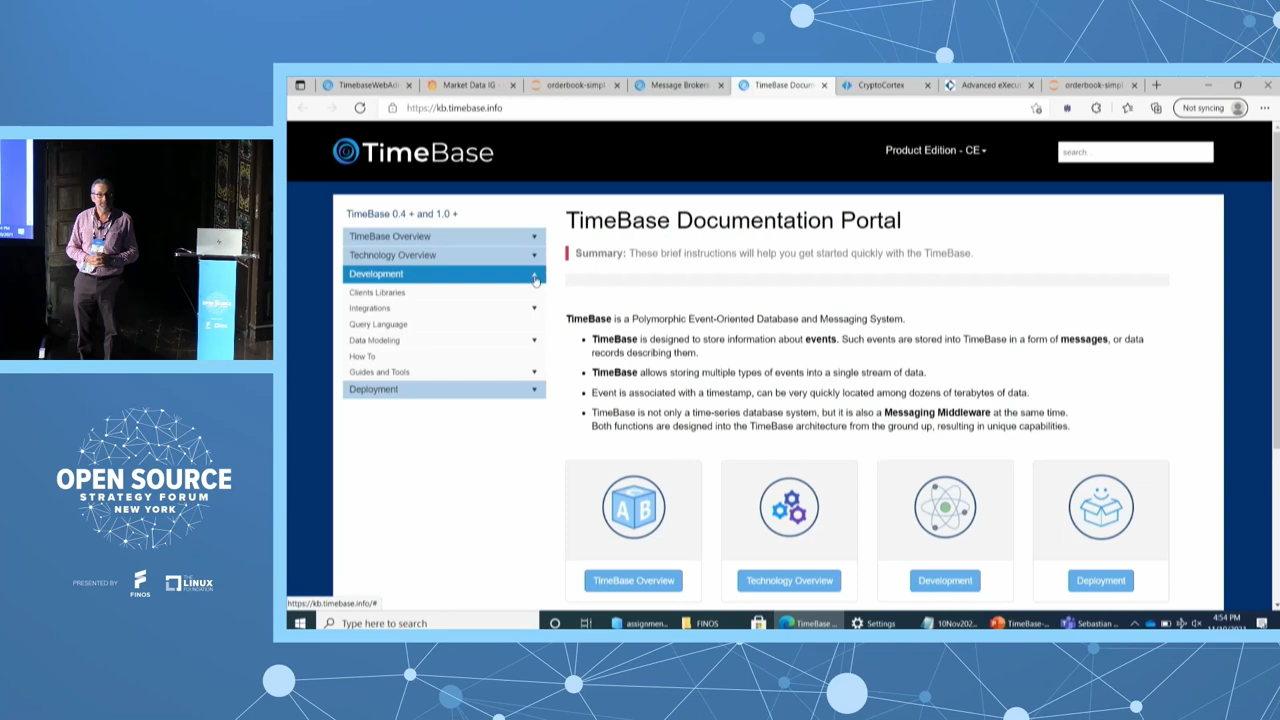 TimebaseWebAd
Market Data IG
orderbook-simpl
Message Brokers
TimeBase Docum
CryptoCortex
Advanced eXecut
orderbook-simpl
https://kb.timebase.info
Not syncing
TimeBase
Product Edition - CE
search...
TimeBase 0.4 + and 1.0 +
TimeBase Overview
Technology Overview
Development
Clients Libraries
Integrations
Query Language
Data Modeling
How To
Guides and Tools
Deployment
TimeBase Documentation Portal
Summary: These brief instructions will help you get started quickly with the TimeBase.
TimeBase is a Polymorphic Event-Oriented Database and Messaging System.
TimeBase is designed to store information about events. Such events are stored into TimeBase in a form of messages, or data
records describing them.
TimeBase allows storing multiple types of events into a single stream of data.
Event is associated with a timestamp, can be very quickly located among dozens of terabytes of data.
TimeBase is not only a time-series database system, but it is also a Messaging Middleware at the same time.
Both functions are designed into the TimeBase architecture from the ground up, resulting in unique capabilities.
A B
TimeBase Overview
Technology Overview
Development
Deployment
https://kb.timebase.info/#
Type here to search
assignmen...
FINOS
TimeBase ...
Settings
10Nov202...
TimeBase-...
Sebastian ...
4:54 PM
OPEN SOURCE
STRATEGY FORUM
NEW YORK
PRESENTED BY
FINOS
THE
LINUX
FOUNDATION